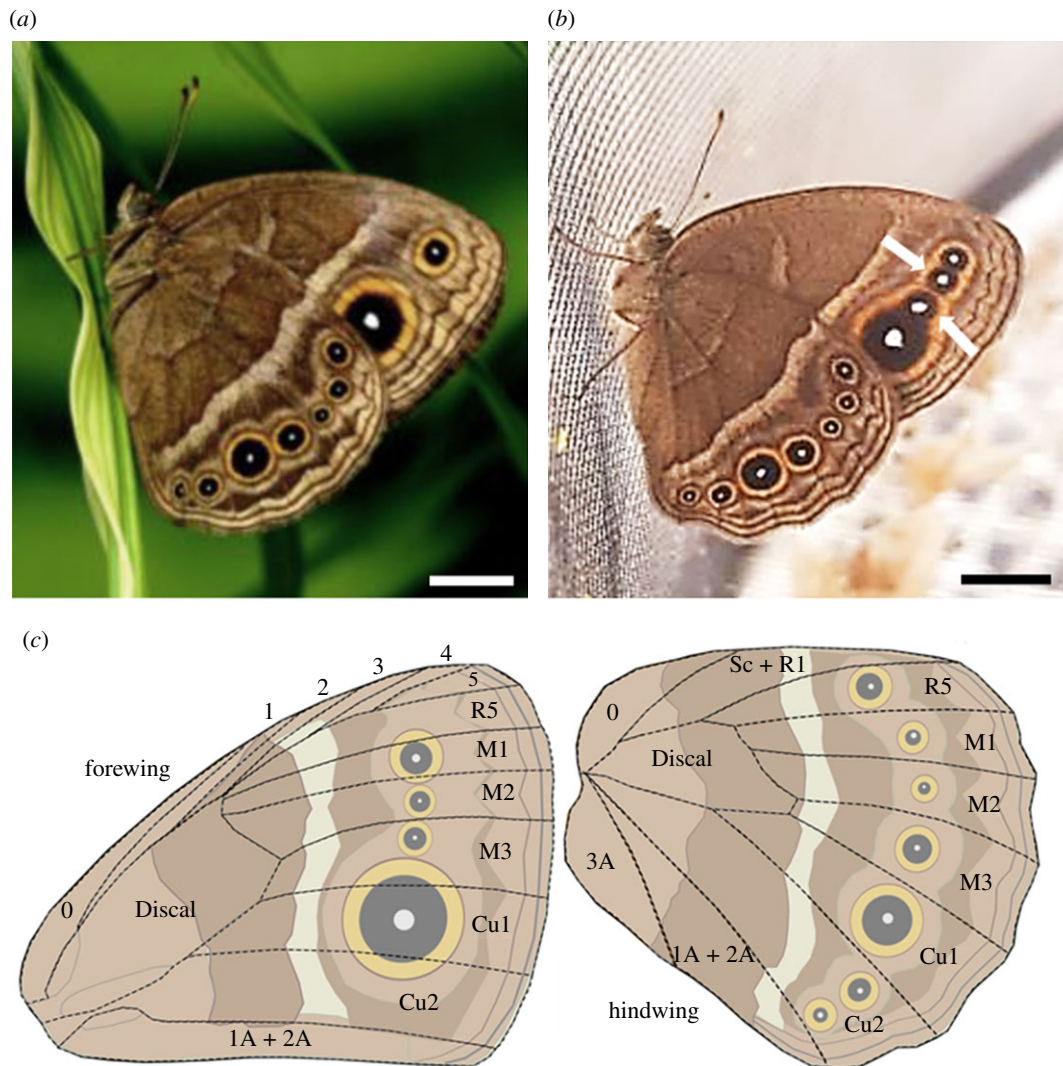 (a)
(b)
(c)
forewing
0
1
2
3
4
5
R5
M1
M2
M3
Cu1
Cu2
1A + 2A
Discal
hindwing
0
Sc + R1
R5
M1
M2
M3
Cu1
Cu2
1A + 2A
3A
Discal